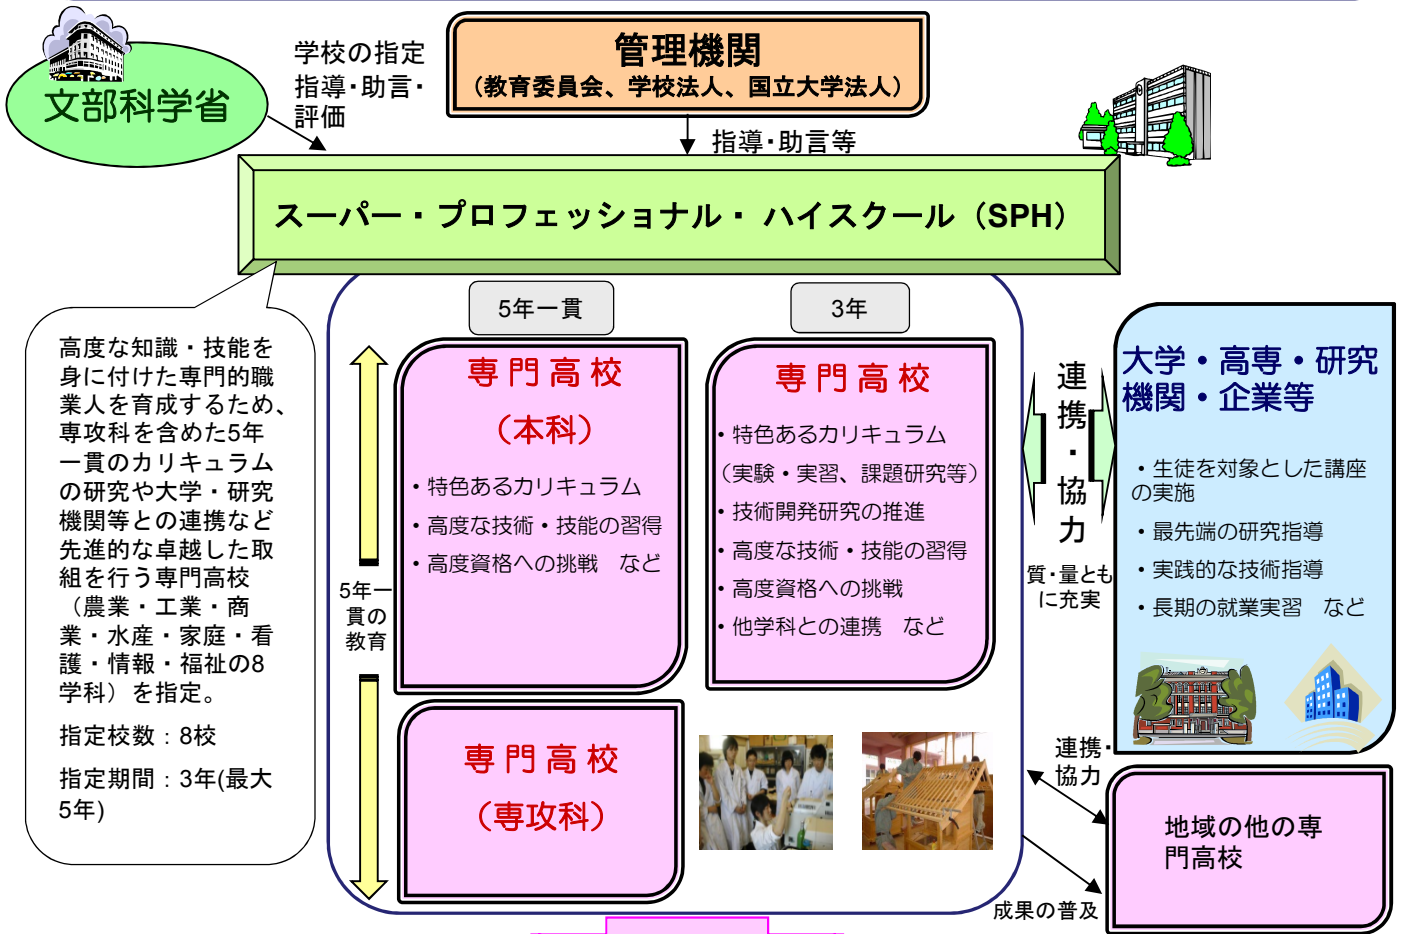 文部科学省
学校の指定
指導・助言・
評価
管理機関
（教育委員会、学校法人、国立大学法人）
指導・助言等
スーパー・プロフェッショナル・ ハイスクール（SPH）
高度な知識・技能を
身に付けた専門的職
業人を育成するため、
専攻科を含めた5年
一貫のカリキュラム
の研究や大学・研究
機関等との連携など
先進的な卓越した取
組を行う専門高校
（農業・工業・商
業・水産・家庭・看
護・情報・福祉の8
学科）を指定。
指定校数：8校
指定期間：3年(最大
5年)
5年一貫
3年
5年一
貫の
教育
専門高校
（本科）
・特色あるカリキュラム
・高度な技術・技能の習得
・高度資格への挑戦　など
専門高校
（専攻科）
専門高校
・特色あるカリキュラム
（実験・実習、課題研究等）
・技術開発研究の推進
・高度な技術・技能の習得
・高度資格への挑戦
・他学科との連携　など
連携・協力
質・量とも
に充実
大学・高専・研究
機関・企業等
・生徒を対象とした講座
の実施
・最先端の研究指導
・実践的な技術指導
・長期の就業実習　など
連携・
協力
成果の普及
地域の他の専
門高校